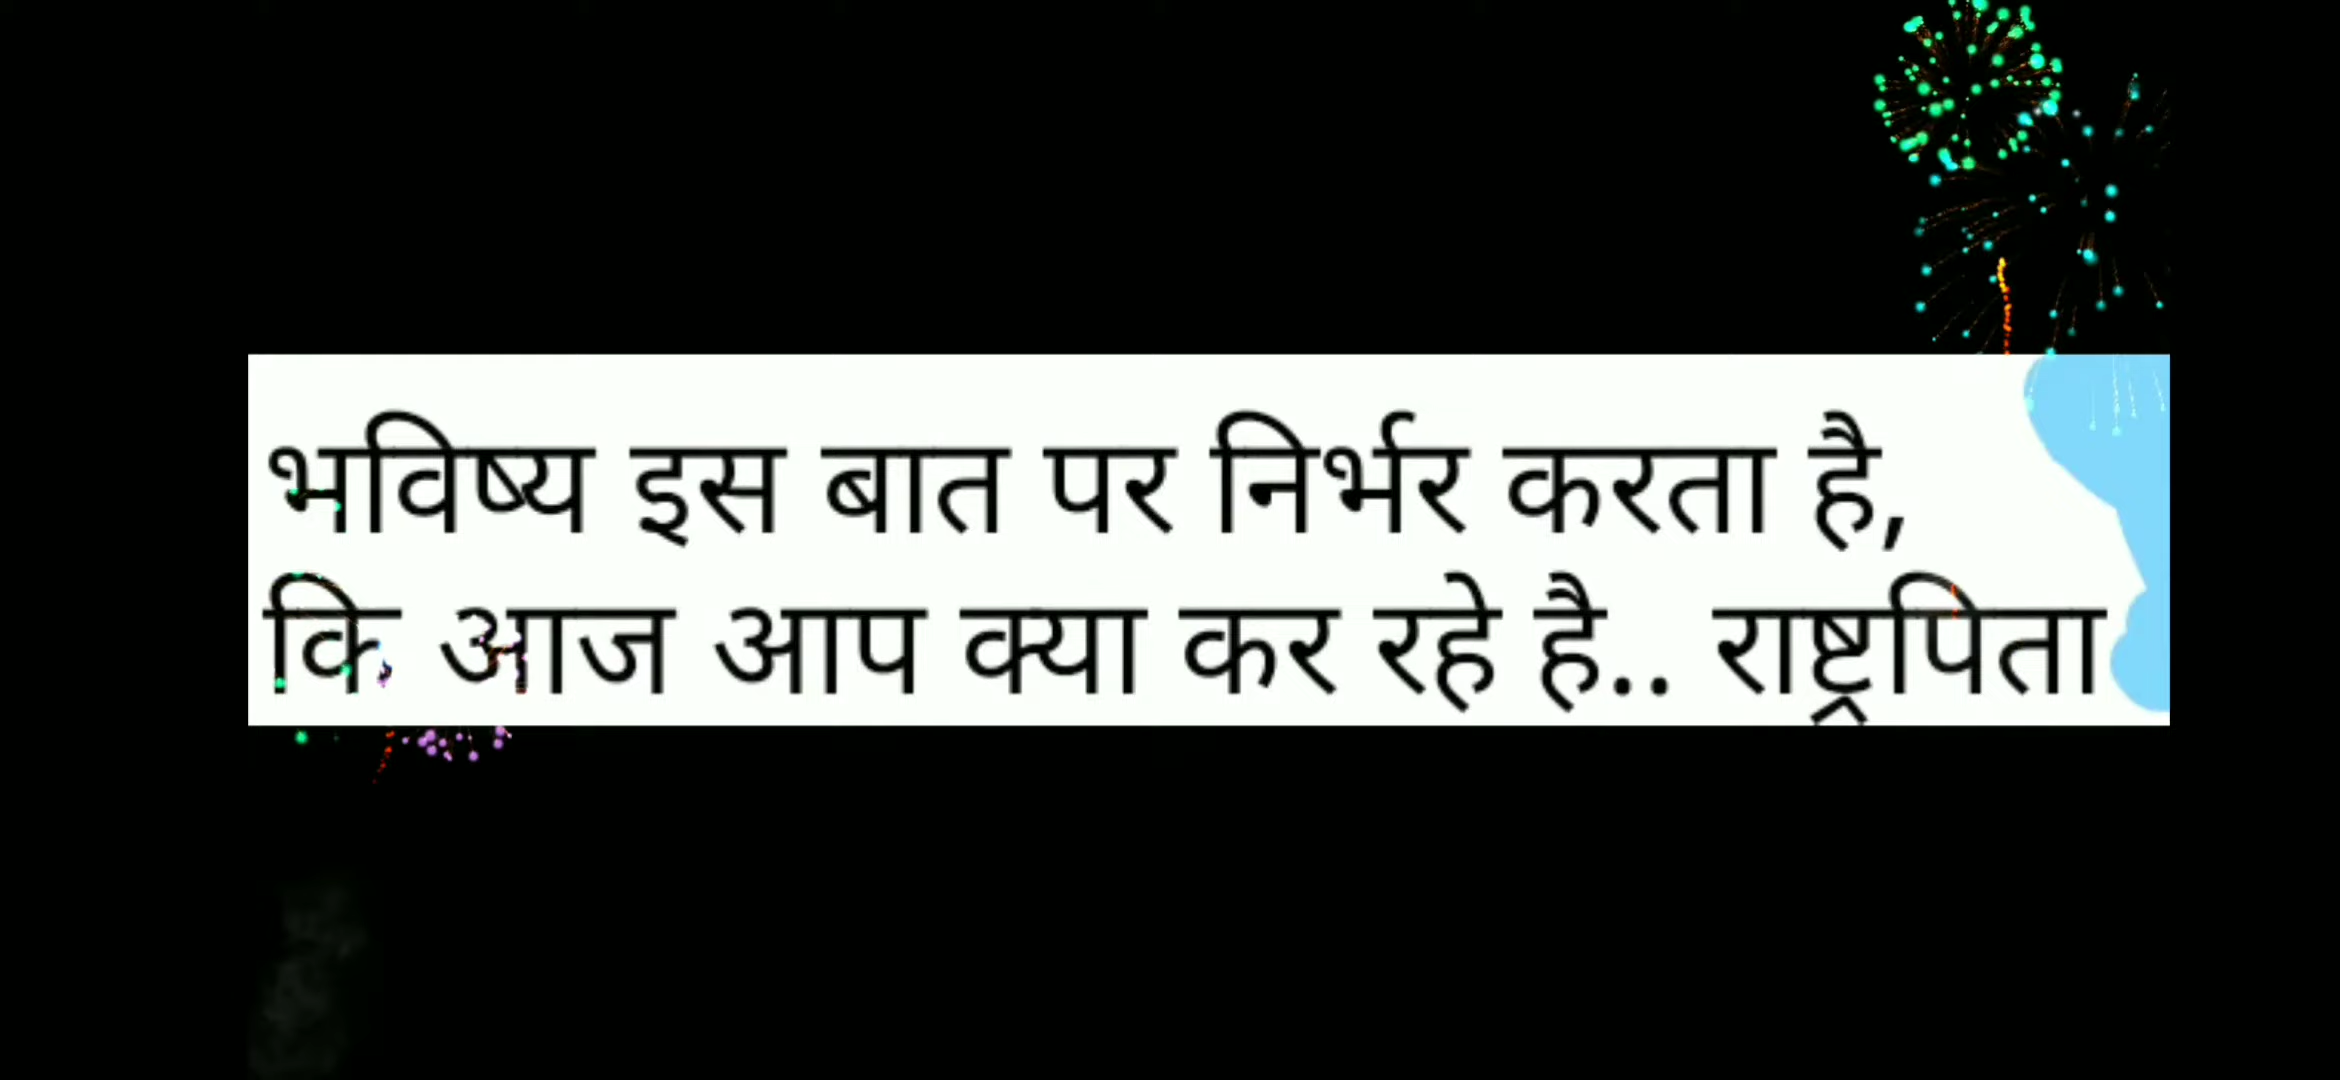 भविष्य इस बात पर निर्भर करता है,
कि आज आप क्या कर रहे है.. राष्ट्रपिता